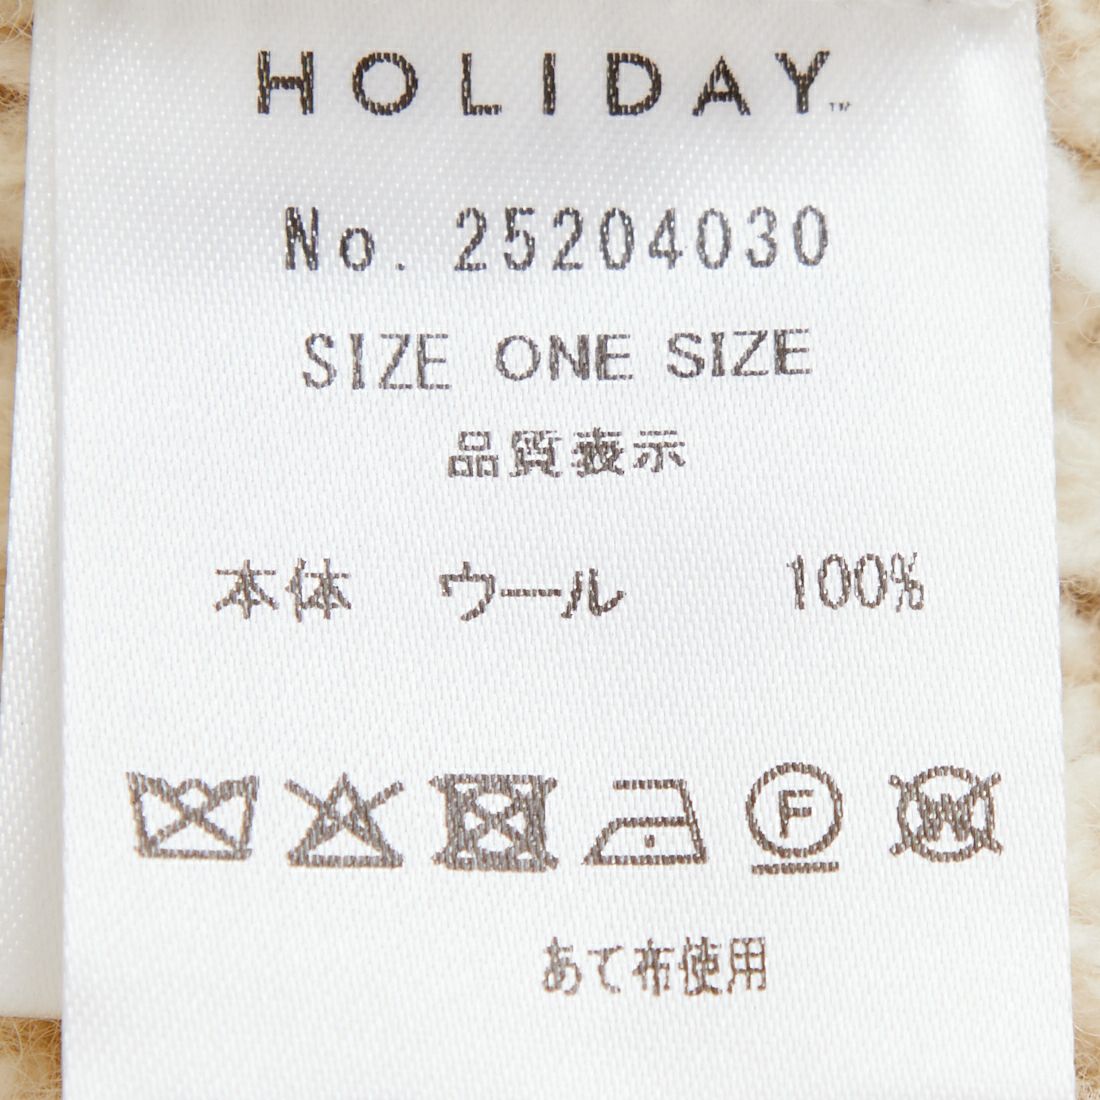 HOLIDAY™
No. 25204030
SIZE ONE SIZE
品質表示
本体 ウール 100%
F W
あて布使用